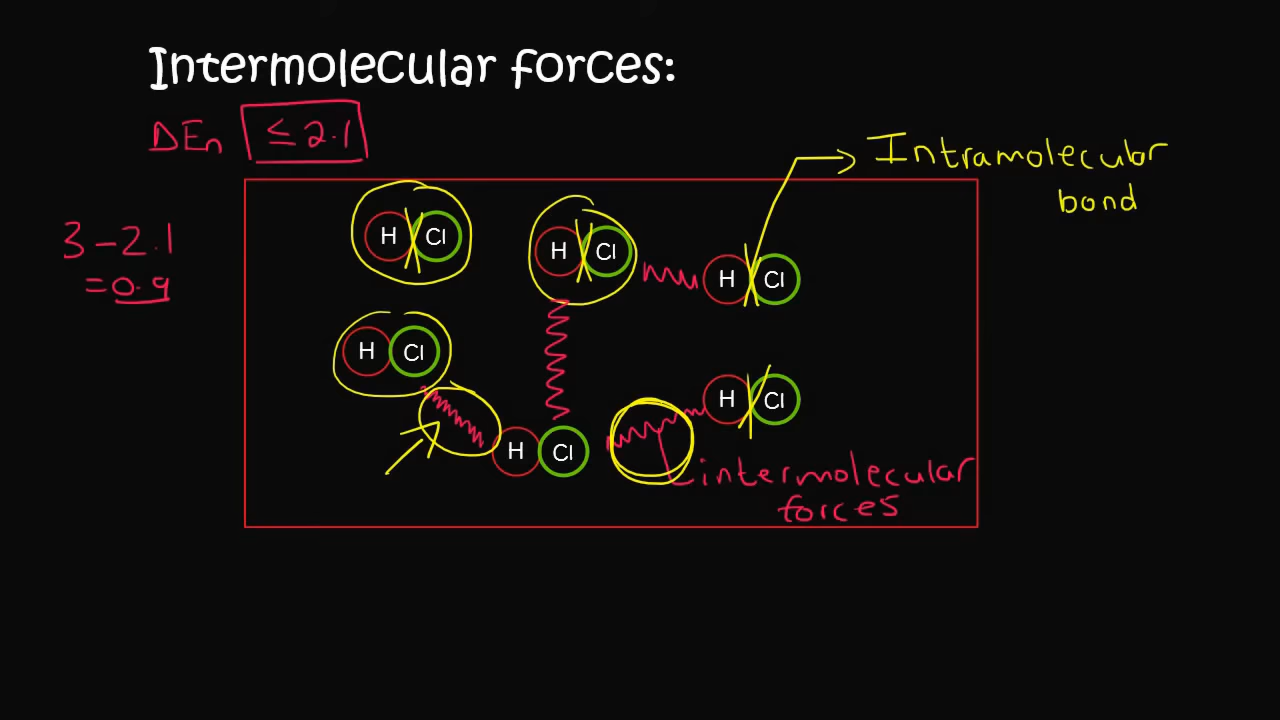 Intermolecular forces:
DEn ≤ 2.1
Intramolecular
bond
3 - 2.1
= 0.9
H Cl
H Cl
H Cl
H Cl
H Cl
H Cl
intermolecular
forces